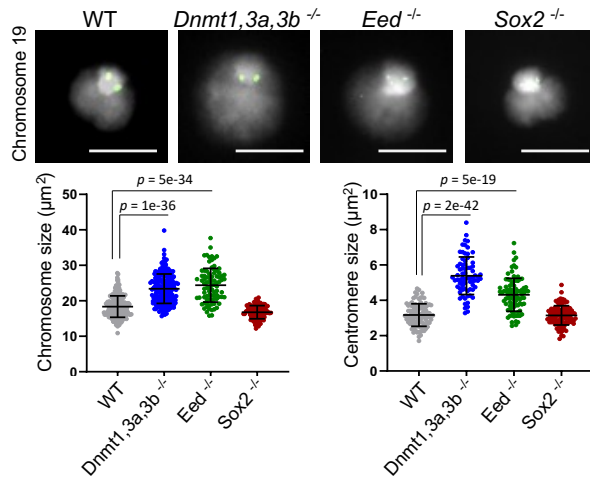 WT
Dnmt1,3a,3b -/-
Eed -/-
Sox2 -/-
Chromosome 19
Chromosome size (µm²)
50
40
30
20
10
0
p = 5e-34
p = 1e-36
WT
Dnmt1,3a,3b -/-
Eed -/-
Sox2 -/-
Centromere size (µm²)
10
8
6
4
2
0
p = 5e-19
p = 2e-42
WT
Dnmt1,3a,3b -/-
Eed -/-
Sox2 -/-